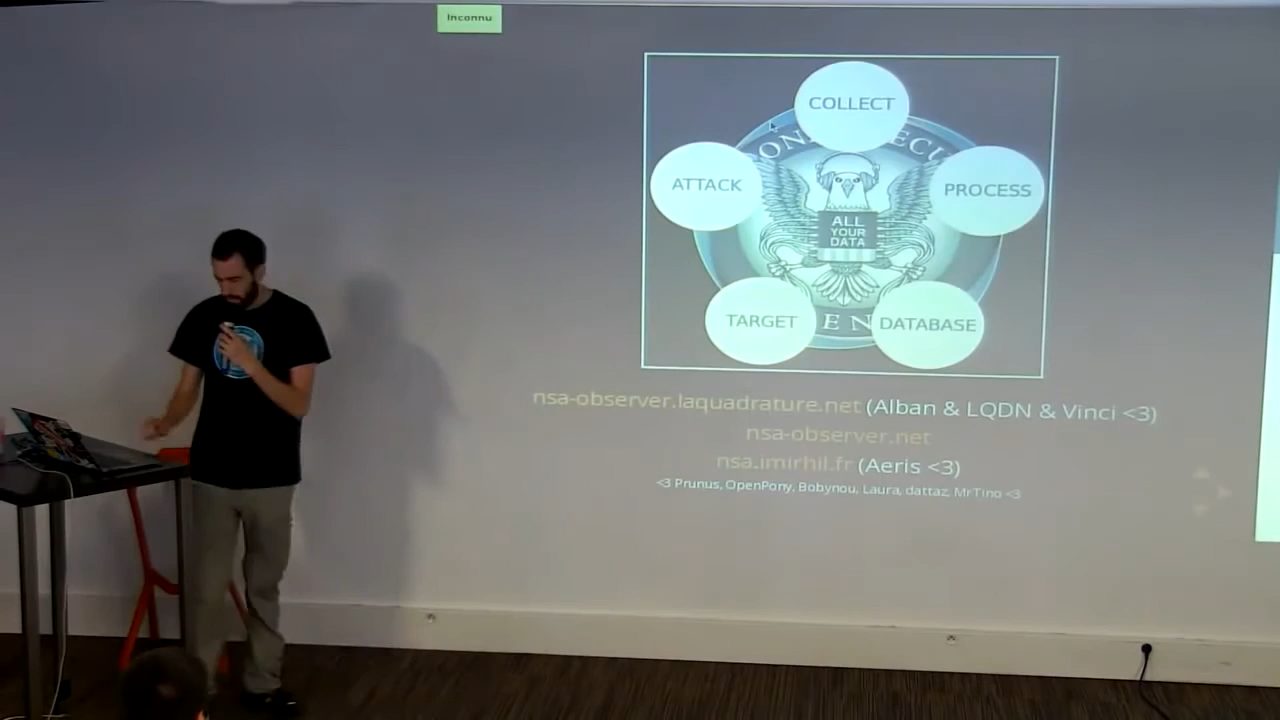 Inconnu
COLLECT
ATTACK
PROCESS
ALL
YOUR
DATA
TARGET
DATABASE
nsa-observer.laquadrature.net (Alban & LQDN & Vinci <3)
nsa-observer.net
nsa.imirhil.fr (Aeris <3)
<3 Prunus, OpenPony, Bobynou, Laura, dattaz, MrTino <3